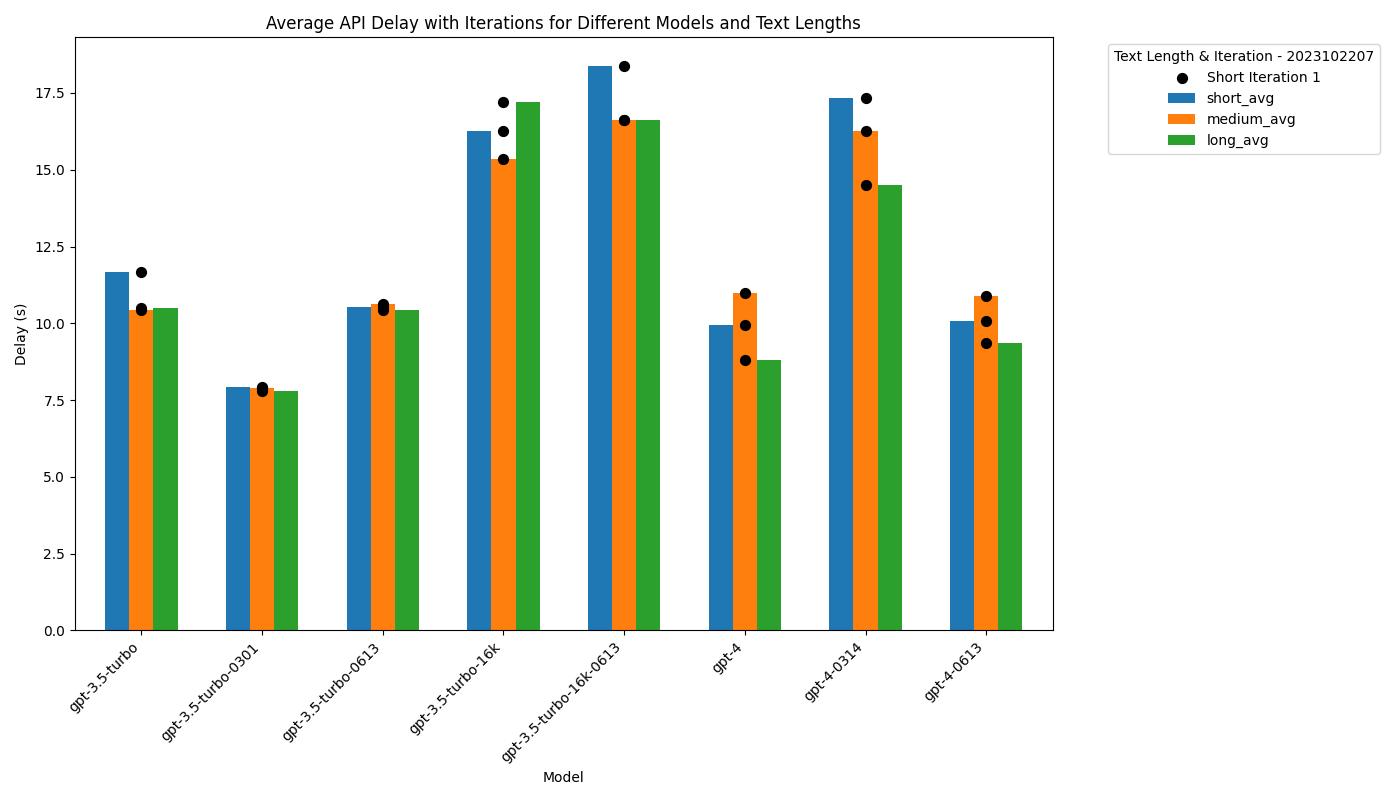 Average API Delay with Iterations for Different Models and Text Lengths
Text Length & Iteration - 2023102207
Short Iteration 1
short_avg
medium_avg
long_avg
Delay (s)
17.5
15.0
12.5
10.0
7.5
5.0
2.5
0.0
gpt-3.5-turbo
gpt-3.5-turbo-0301
gpt-3.5-turbo-0613
gpt-3.5-turbo-16k
gpt-3.5-turbo-16k-0613
gpt-4
gpt-4-0314
gpt-4-0613
Model